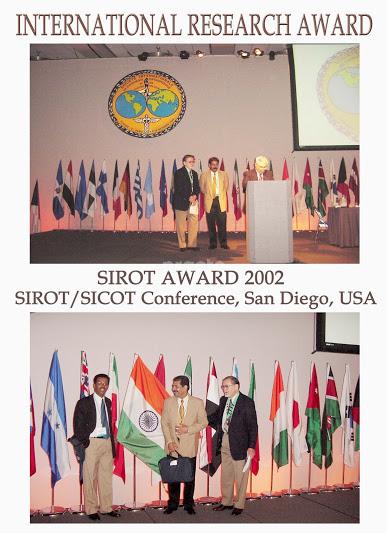 INTERNATIONAL RESEARCH AWARD
SIROT AWARD 2002
SIROT/SICOT Conference, San Diego, USA